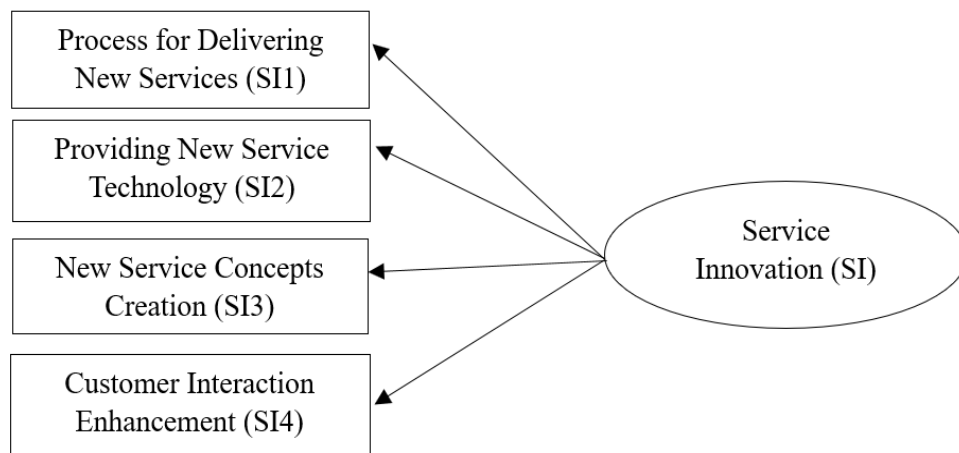 Process for Delivering
New Services (SI1)
Providing New Service
Technology (SI2)
New Service Concepts
Creation (SI3)
Customer Interaction
Enhancement (SI4)
Service
Innovation (SI)